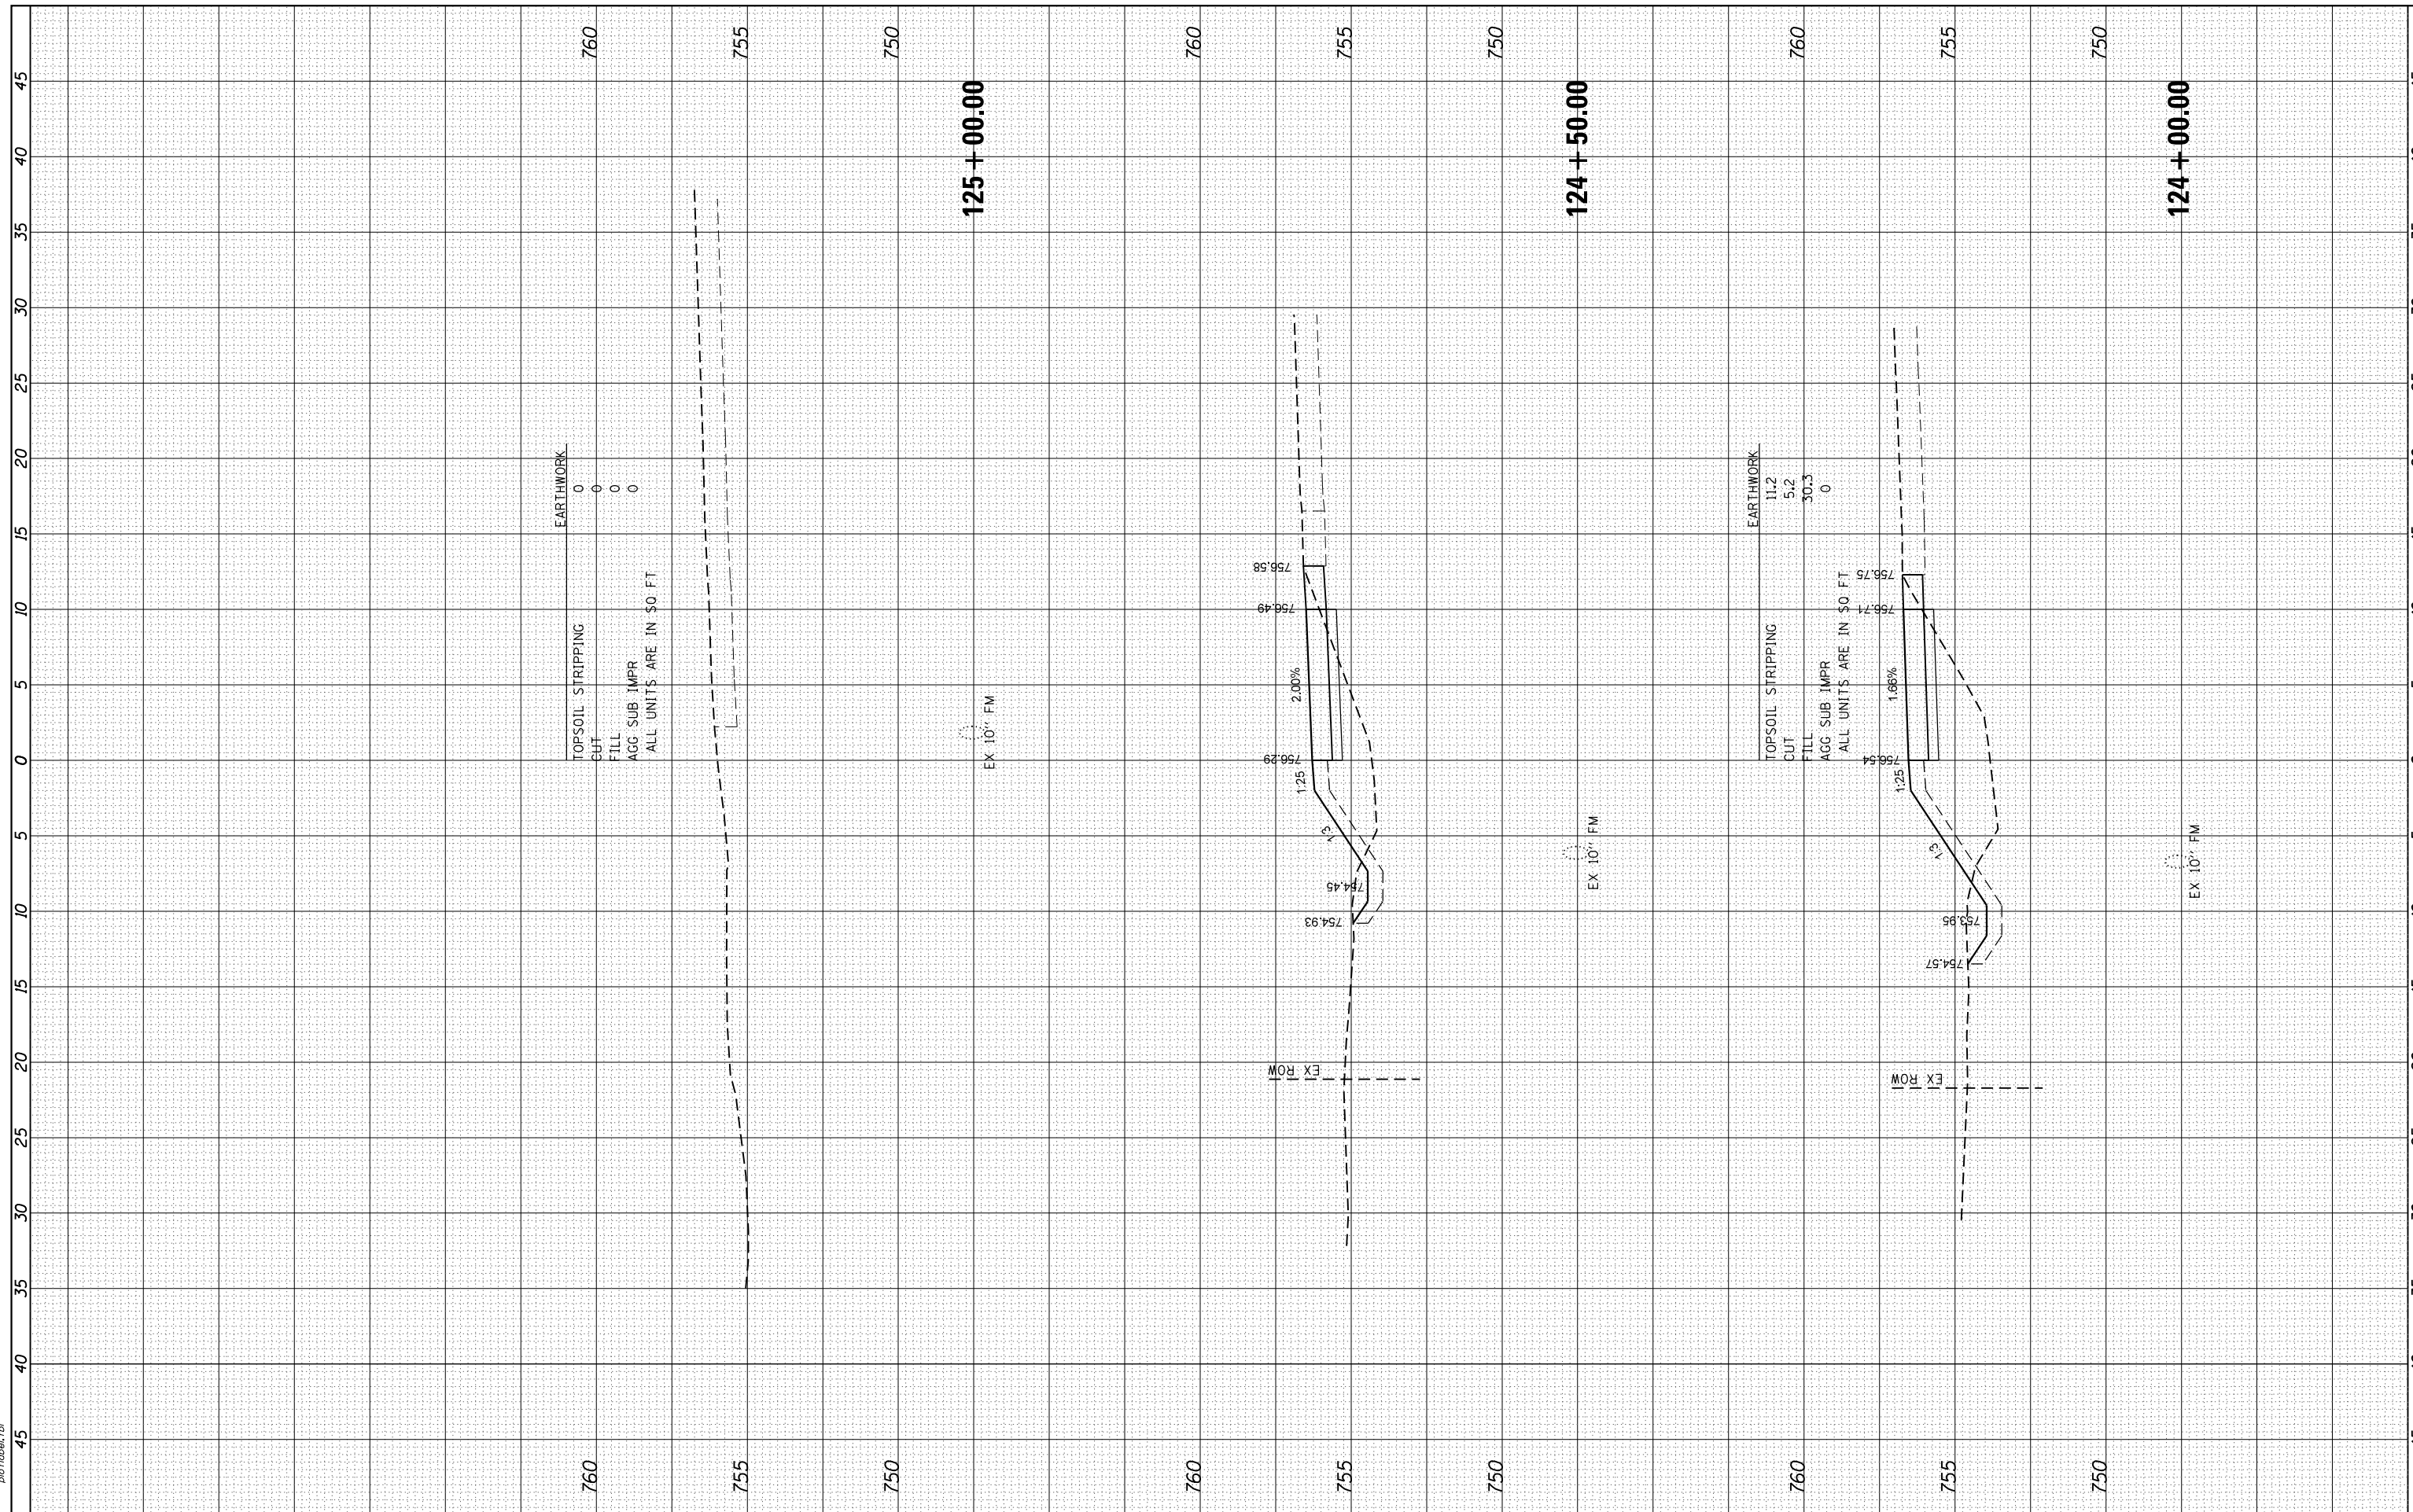 45 40 35 30 25 20 15 10 5 0 5 10 15 20 25 30 35 40 45
760 755 750
EARTHWORK
TOPSOIL STRIPPING 0
CUT 0
FILL 0
AGG SUB IMPR 0
ALL UNITS ARE IN SQ FT
EX 10" FM
125+00.00
760 755 750
760 755 750
756.58
756.49
2.00%
756.29
1:25
1:3
754.45
754.93
EX ROW
EX 10" FM
124+50.00
760 755 750
760 755 750
EARTHWORK
TOPSOIL STRIPPING 11.2
CUT 5.2
FILL 30.3
AGG SUB IMPR 0
ALL UNITS ARE IN SQ FT
756.75
756.71
1.66%
756.54
1:25
1:3
753.95
754.57
EX ROW
EX 10" FM
124+00.00
760 755 750